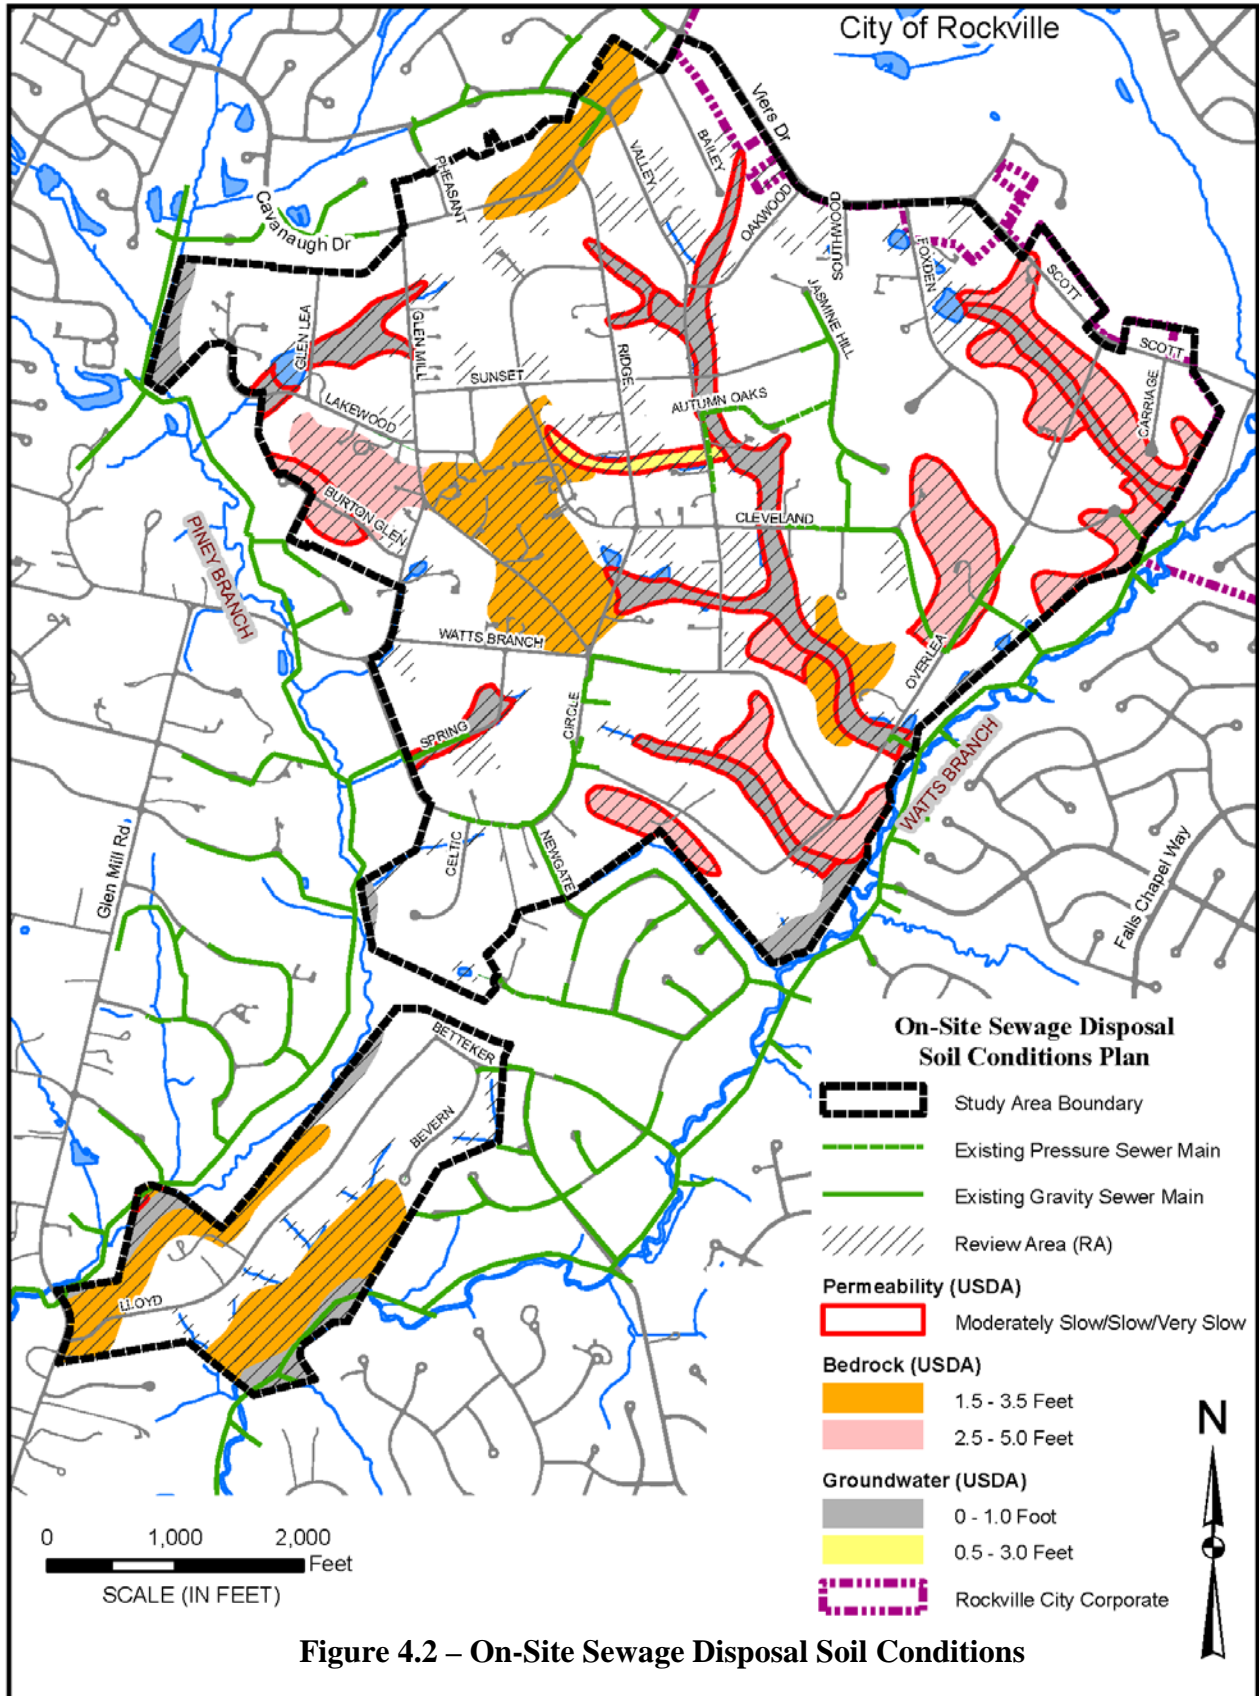 City of Rockville
Viers Dr
BAILEY
VALLEY
PHEASANT
OAKWOOD
SOUTHWOOD
Cavanaugh Dr
FOXDEN
SCOTT
JASMINE HILL
GLEN LEA
GLEN MILL
RIDGE
SCOTT
SUNSET
CARRIAGE
LAKEWOOD
AUTUMN OAKS
BURTON GLEN
CLEVELAND
PINEY BRANCH
WATTS BRANCH
OVERLEA
CIRCLE
SPRING
WATTS BRANCH
CELTIC
NEWGATE
Glen Mill Rd
Falls Chapel Way
BETTEKER
BEVERN
LLOYD
On-Site Sewage Disposal
Soil Conditions Plan
Study Area Boundary
Existing Pressure Sewer Main
Existing Gravity Sewer Main
Review Area (RA)
Permeability (USDA)
Moderately Slow/Slow/Very Slow
Bedrock (USDA)
1.5 - 3.5 Feet
2.5 - 5.0 Feet
Groundwater (USDA)
0 - 1.0 Foot
0.5 - 3.0 Feet
Rockville City Corporate
N
0 1,000 2,000
Feet
SCALE (IN FEET)
Figure 4.2 – On-Site Sewage Disposal Soil Conditions